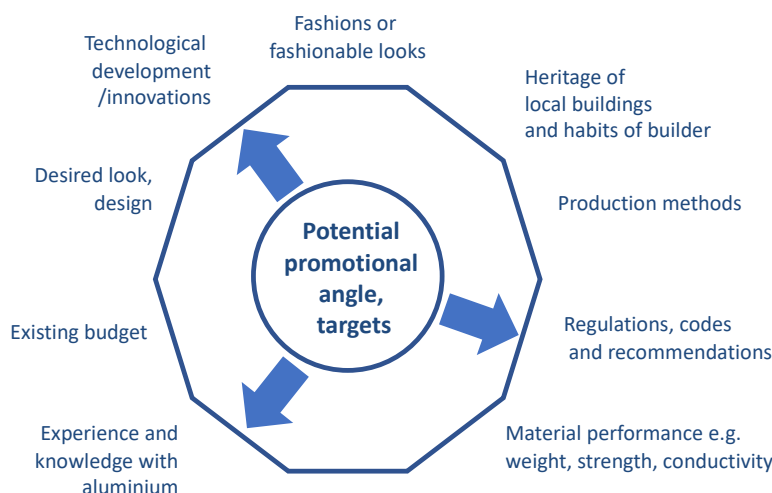 Fashions or
fashionable looks
Technological
development
/innovations
Heritage of
local buildings
and habits of builder
Desired look,
design
Production methods
Potential
promotional
angle,
targets
Existing budget
Regulations, codes
and recommendations
Experience and
knowledge with
aluminium
Material performance e.g.
weight, strength, conductivity